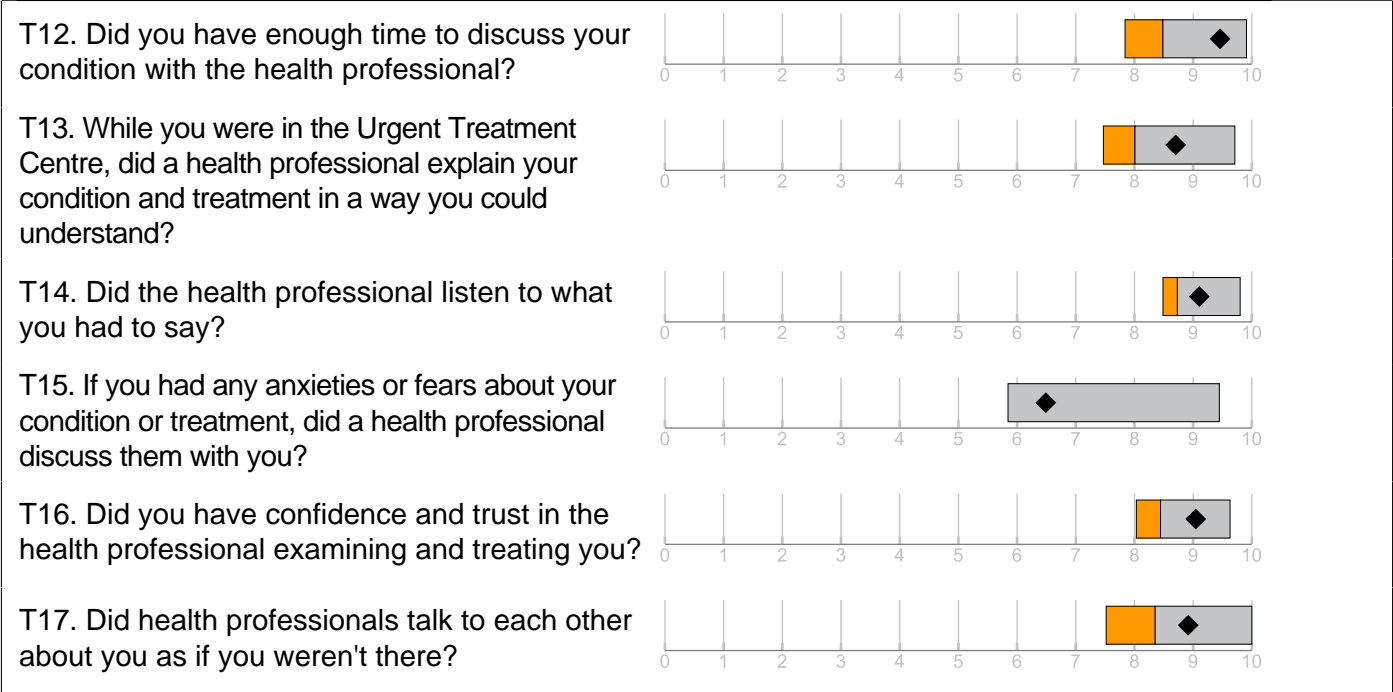 T12. Did you have enough time to discuss your
condition with the health professional?
0 1 2 3 4 5 6 7 8 9 10
T13. While you were in the Urgent Treatment
Centre, did a health professional explain your
condition and treatment in a way you could
understand?
0 1 2 3 4 5 6 7 8 9 10
T14. Did the health professional listen to what
you had to say?
0 1 2 3 4 5 6 7 8 9 10
T15. If you had any anxieties or fears about your
condition or treatment, did a health professional
discuss them with you?
0 1 2 3 4 5 6 7 8 9 10
T16. Did you have confidence and trust in the
health professional examining and treating you?
0 1 2 3 4 5 6 7 8 9 10
T17. Did health professionals talk to each other
about you as if you weren't there?
0 1 2 3 4 5 6 7 8 9 10